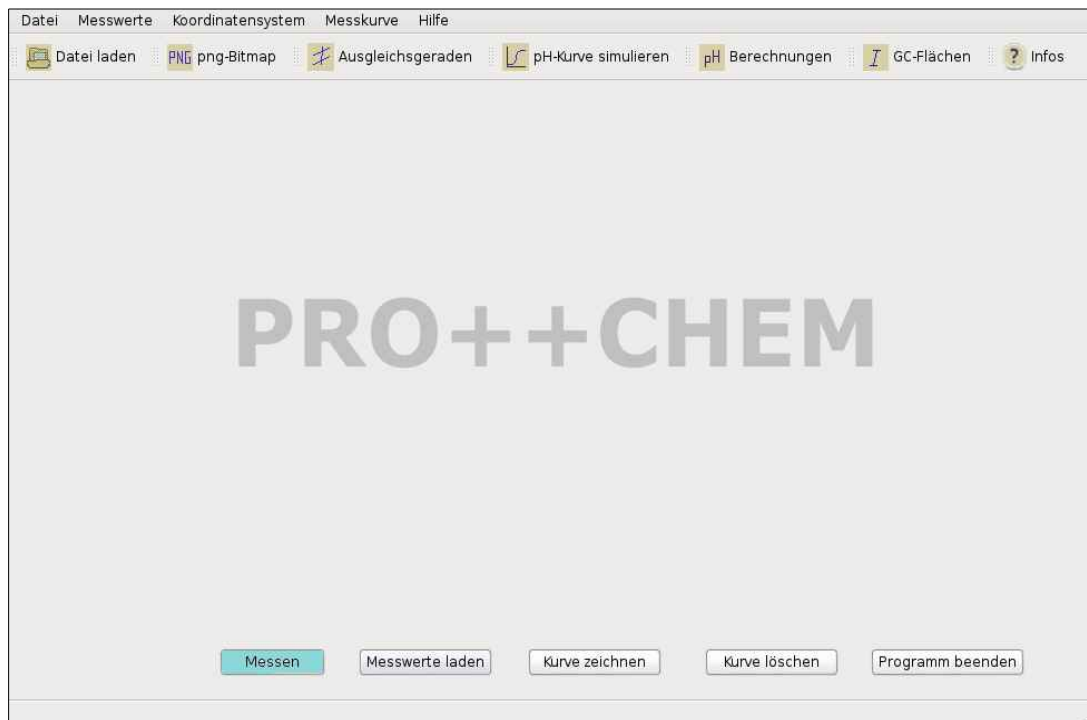 Datei Messwerte Koordinatensystem Messkurve Hilfe
Datei laden PNG png-Bitmap Ausgleichsgeraden pH-Kurve simulieren pH Berechnungen I GC-Flächen ? Infos
PRO++CHEM
Messen Messwerte laden Kurve zeichnen Kurve löschen Programm beenden